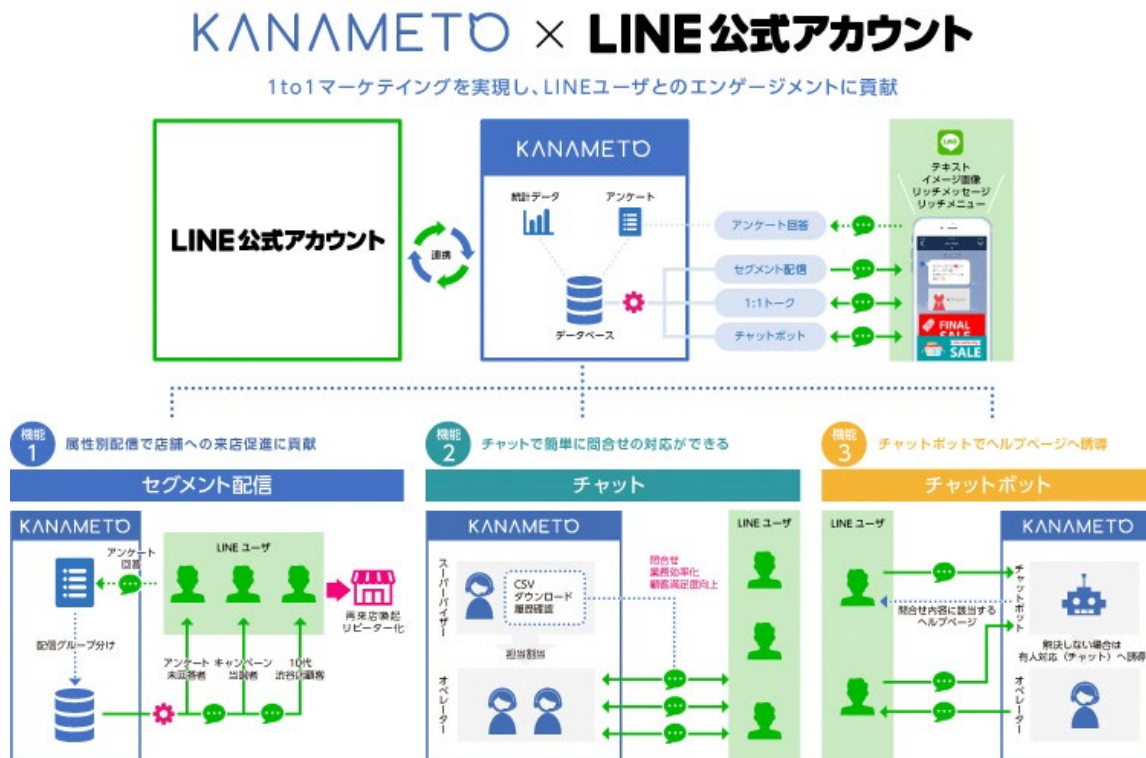 KANAMETO × LINE公式アカウント
1to1マーケテイングを実現し、LINEユーザとのエンゲージメントに貢献
LINE公式アカウント
連携
KANAMETO
統計データ
アンケート
データベース
アンケート回答
セグメント配信
1:1トーク
チャットボット
LINE
テキスト
イメージ画像
リッチメッセージ
リッチメニュー
FINAL
SALE
SALE
機能
1
属性別配信で店舗への来店促進に貢献
セグメント配信
KANAMETO
アンケート
回答
配信グループ分け
LINE ユーザ
再来店喚起
リピーター化
アンケート
未回答者
キャンペーン
当選者
10代
渋谷店顧客
機能
2
チャットで簡単に問合せの対応ができる
チャット
KANAMETO
スーパーバイザー
CSV
ダウンロード
履歴確認
担当割当
オペレーター
問合せ
業務効率化
顧客満足度向上
LINE ユーザ
機能
3
チャットボットでヘルプページへ誘導
チャットボット
LINE ユーザ
KANAMETO
チャットボット
問合せ内容に該当する
ヘルプページ
解決しない場合は
有人対応（チャット）へ誘導
オペレーター